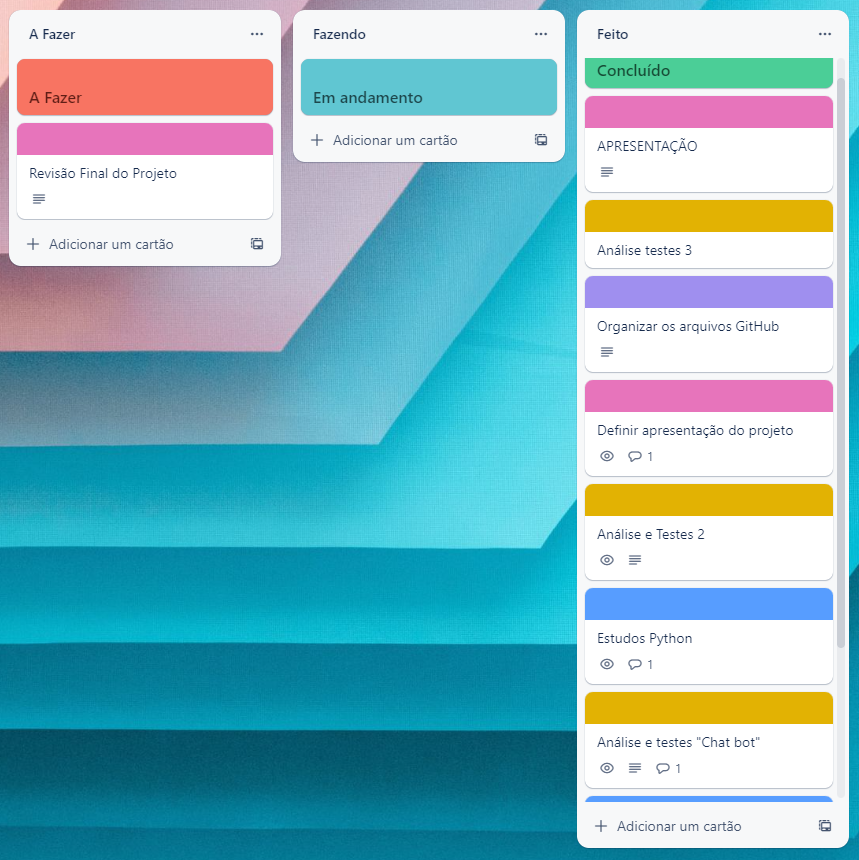 A Fazer
A Fazer
Revisão Final do Projeto
Adicionar um cartão
Fazendo
Em andamento
Adicionar um cartão
Feito
Concluído
APRESENTAÇÃO
Análise testes 3
Organizar os arquivos GitHub
Definir apresentação do projeto
1
Análise e Testes 2
Estudos Python
1
Análise e testes "Chat bot"
1
Adicionar um cartão